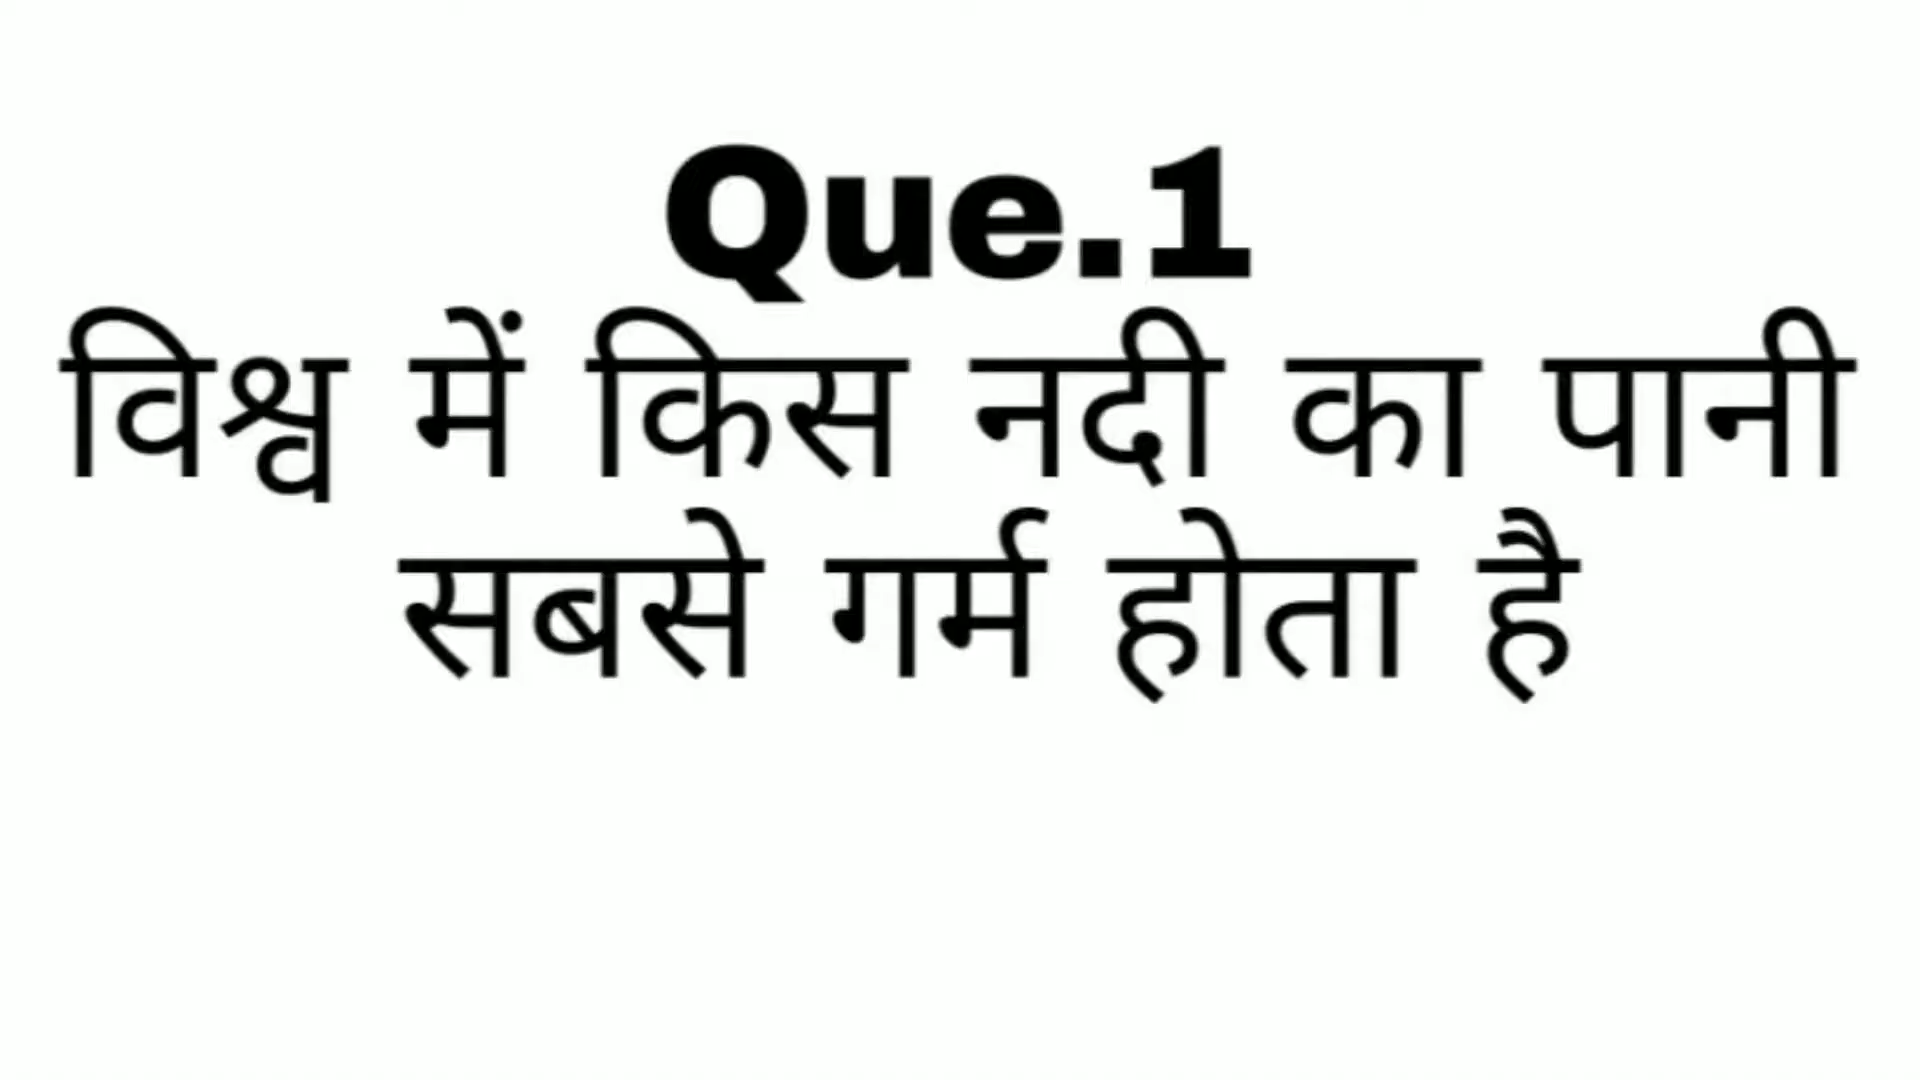 Que.1
विश्व में किस नदी का पानी
सबसे गर्म होता है